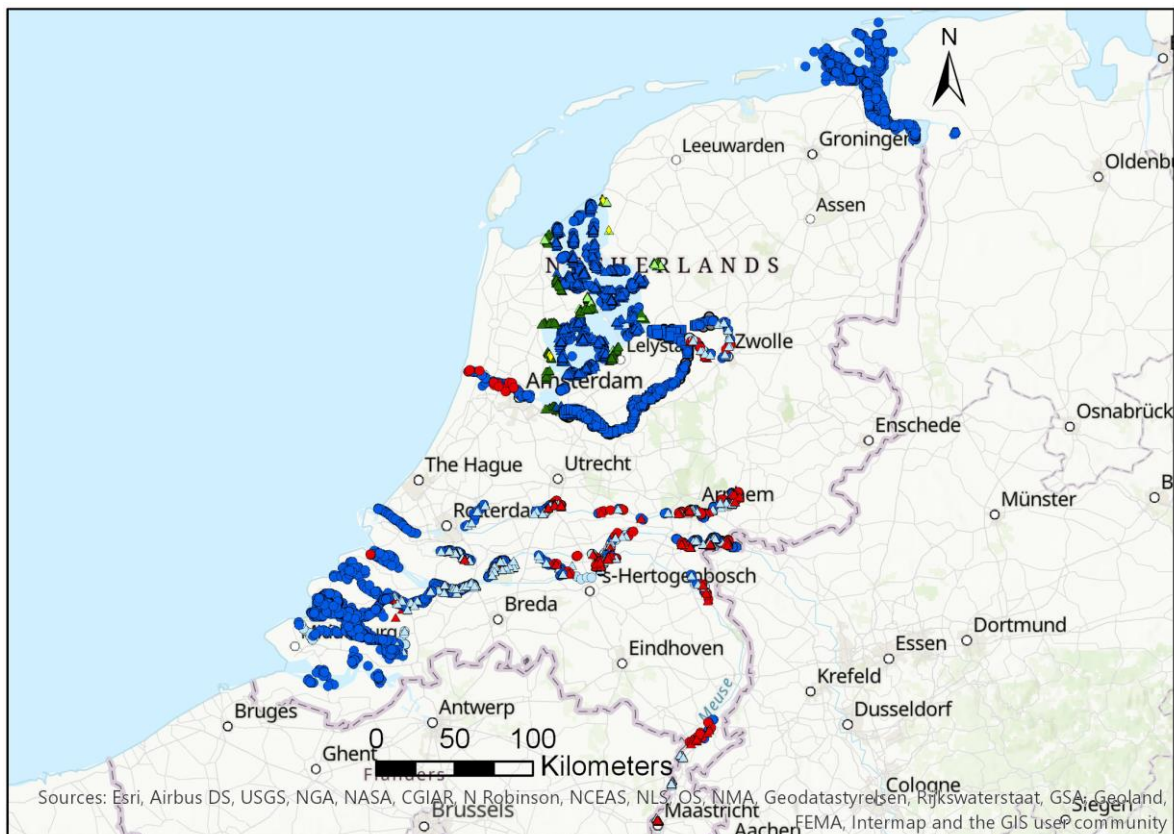 N
Leeuwarden
Groningen
Oldenbu
Assen
NETHERLANDS
Zwolle
Lelysta
Amsterdam
Osnabrück
Enschede
The Hague
Utrecht
Arnhem
Rotterda
Münster
's-Hertogenbosch
Breda
Dortmund
Essen
Eindhoven
Krefeld
Meuse
Dusseldorf
Bruges
Antwerp
0 50 100
Kilometers
Ghent
Flanders
Cologne
Sources: Esri, Airbus DS, USGS, NGA, NASA, CGIAR, N Robinson, NCEAS, NLS, OS, NMA, Geodatastyrelsen, Rijkswaterstaat, GSA, Geoland,
Brussels
Maastricht
Aachen
Siegen
FEMA, Intermap and the GIS user community